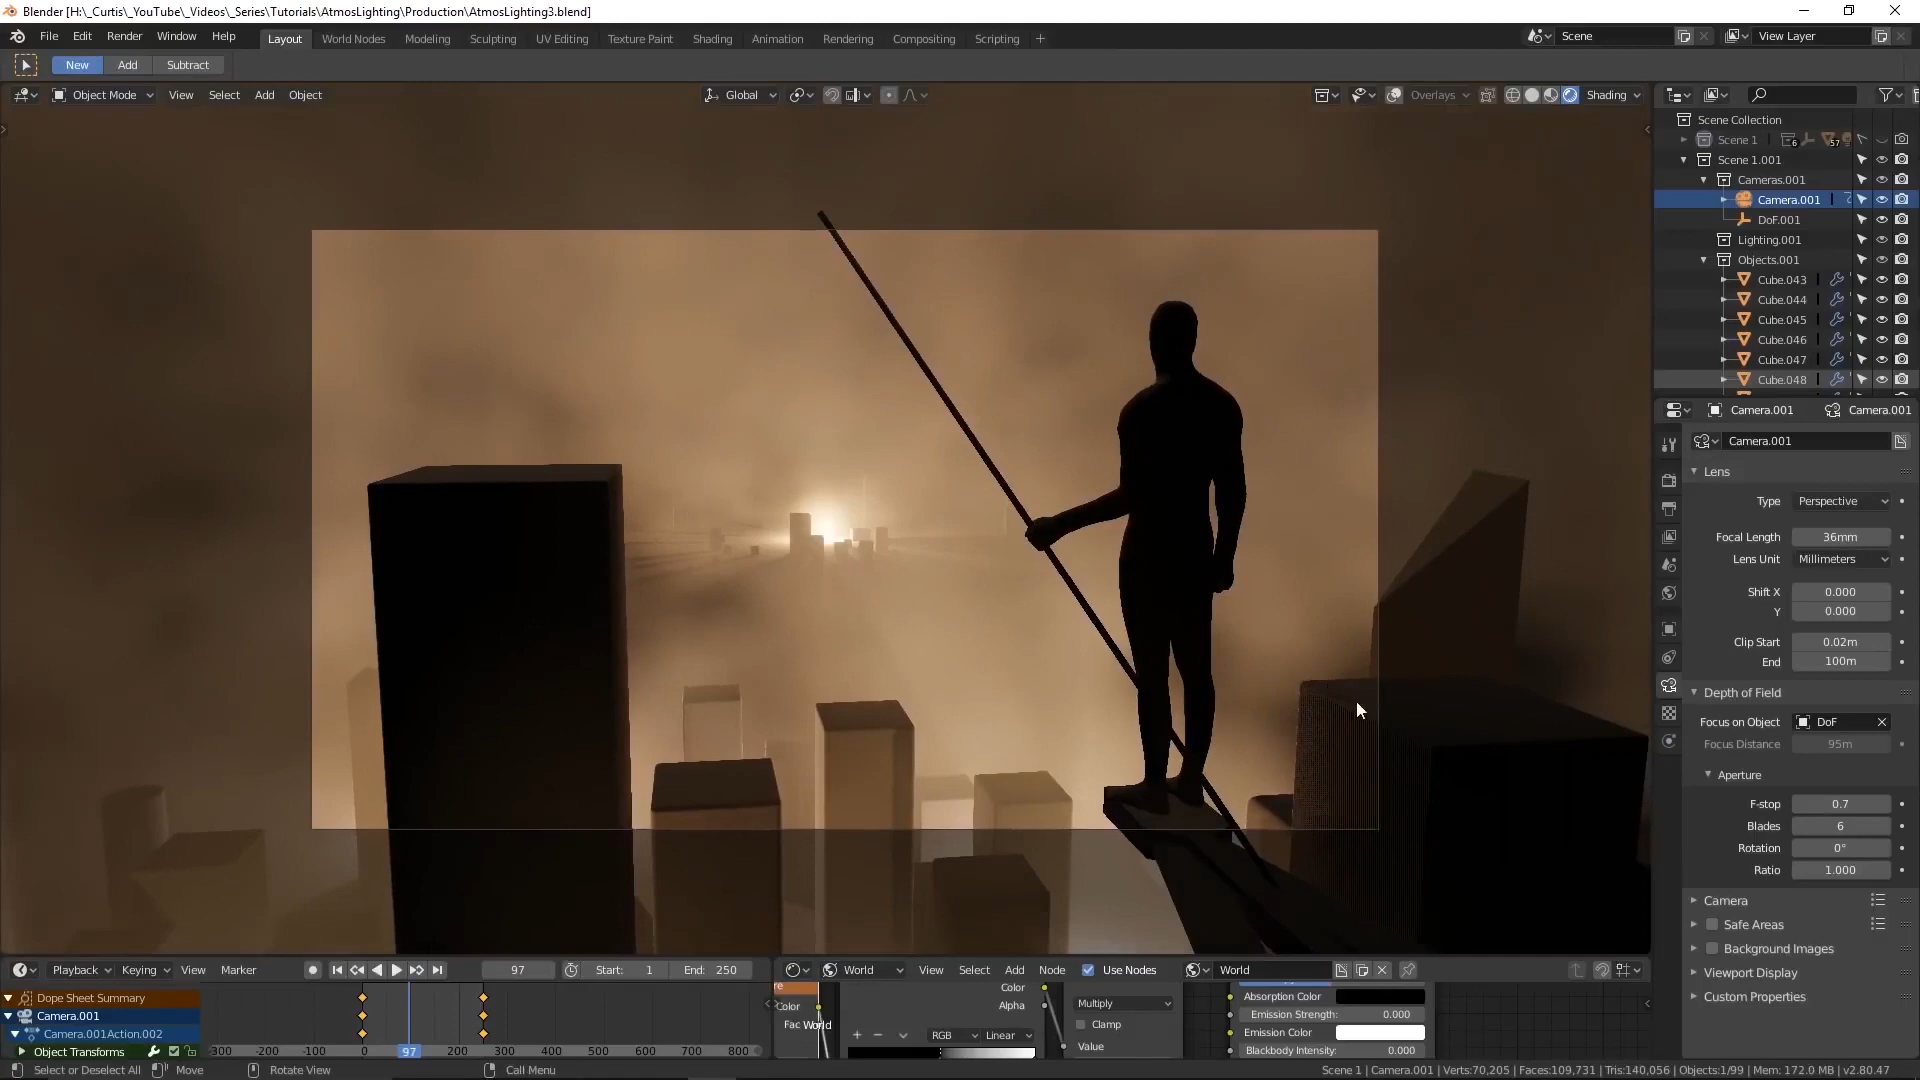 Blender [H:\_Curtis\_YouTube\_Videos\_Series\Tutorials\AtmosLighting\Production\AtmosLighting3.blend]
File Edit Render Window Help Layout World Nodes Modeling Sculpting UV Editing Texture Paint Shading Animation Rendering Compositing Scripting + Scene View Layer
New Add Subtract
Object Mode View Select Add Object Global Overlays Shading
Scene Collection
Scene 1 6 57
Scene 1.001
Cameras.001
Camera.001
DoF.001
Lighting.001
Objects.001
Cube.043
Cube.044
Cube.045
Cube.046
Cube.047
Cube.048
Camera.001 Camera.001
Camera.001
Lens
Type Perspective
Focal Length 36mm
Lens Unit Millimeters
Shift X 0.000
Y 0.000
Clip Start 0.02m
End 100m
Depth of Field
Focus on Object DoF
Focus Distance 95m
Aperture
F-stop 0.7
Blades 6
Rotation 0°
Ratio 1.000
Camera
Safe Areas
Background Images
Viewport Display
Custom Properties
Playback Keying View Marker 97 Start: 1 End: 250
Dope Sheet Summary
Camera.001
Camera.001Action.002
Object Transforms
-300 -200 -100 0 97 200 300 400 500 600 700 800
World View Select Add Node Use Nodes World
re
Color
Fac World
Color
Alpha
RGB Linear
Multiply
Clamp
Value
Absorption Color
Emission Strength: 0.000
Emission Color
Blackbody Intensity: 0.000
Select or Deselect All Move Rotate View Call Menu Scene 1 | Camera.001 | Verts:70,205 | Faces:109,731 | Tris:140,056 | Objects:1/99 | Mem: 172.0 MB | v2.80.47